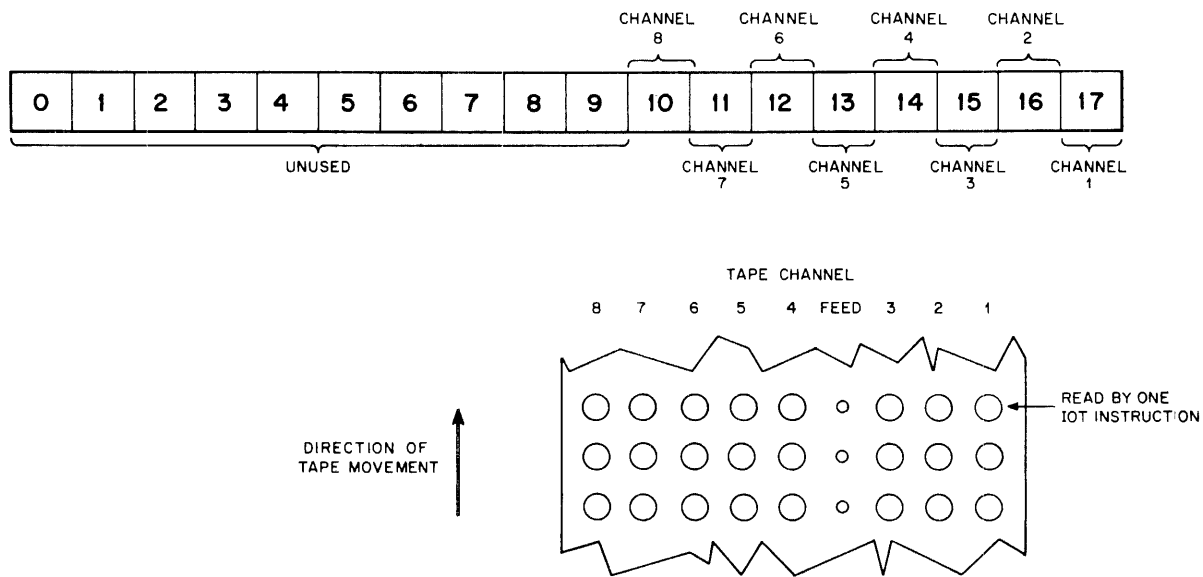 CHANNEL CHANNEL CHANNEL CHANNEL
8 6 4 2
0 1 2 3 4 5 6 7 8 9 10 11 12 13 14 15 16 17
UNUSED CHANNEL CHANNEL CHANNEL CHANNEL
7 5 3 1
TAPE CHANNEL
8 7 6 5 4 FEED 3 2 1
READ BY ONE
IOT INSTRUCTION
DIRECTION OF
TAPE MOVEMENT